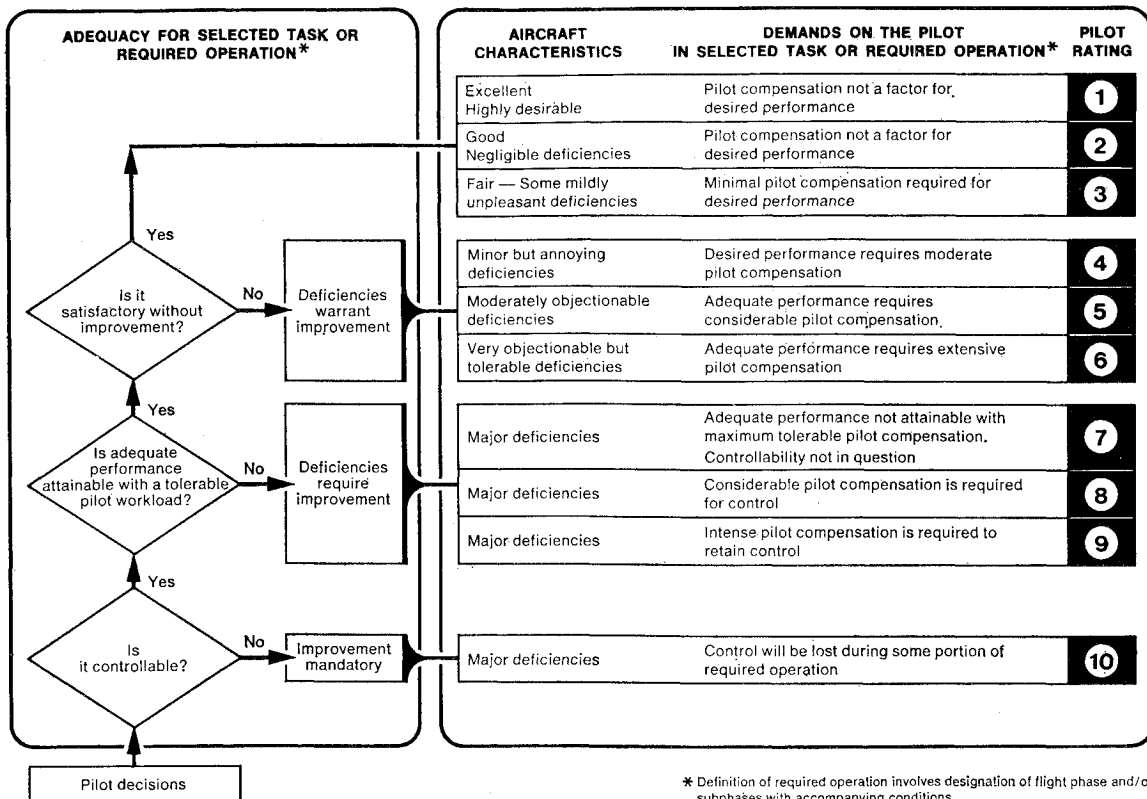 ADEQUACY FOR SELECTED TASK OR
REQUIRED OPERATION*
Yes
Is it
satisfactory without
improvement?
No
Deficiencies
warrant
improvement
Yes
Is adequate
performance
attainable with a tolerable
pilot workload?
No
Deficiencies
require
improvement
Yes
Is
it controllable?
No
Improvement
mandatory
Pilot decisions
AIRCRAFT
CHARACTERISTICS
DEMANDS ON THE PILOT
IN SELECTED TASK OR REQUIRED OPERATION*
PILOT
RATING
Excellent
Highly desirable
Pilot compensation not a factor for
desired performance
1
Good
Negligible deficiencies
Pilot compensation not a factor for
desired performance
2
Fair — Some mildly
unpleasant deficiencies
Minimal pilot compensation required for
desired performance
3
Minor but annoying
deficiencies
Desired performance requires moderate
pilot compensation
4
Moderately objectionable
deficiencies
Adequate performance requires
considerable pilot compensation
5
Very objectionable but
tolerable deficiencies
Adequate performance requires extensive
pilot compensation
6
Major deficiencies
Adequate performance not attainable with
maximum tolerable pilot compensation.
Controllability not in question
7
Major deficiencies
Considerable pilot compensation is required
for control
8
Major deficiencies
Intense pilot compensation is required to
retain control
9
Major deficiencies
Control will be lost during some portion of
required operation
10
* Definition of required operation involves designation of flight phase and/o
subphases with accompanying conditions